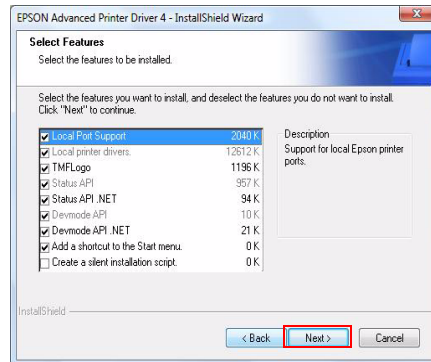 EPSON Advanced Printer Driver 4 - InstallShield Wizard
Select Features
Select the features to be installed.
Select the features you want to install, and deselect the features you do not want to install.
Click "Next" to continue.
Local Port Support 2040 K
Local printer drivers. 12612 K
TMFLogo 1196 K
Status API 957 K
Status API .NET 94 K
Devmode API 10 K
Devmode API .NET 21 K
Add a shortcut to the Start menu. 0 K
Create a silent installation script. 0 K
Description
Support for local Epson printer
ports.
InstallShield
< Back Next > Cancel